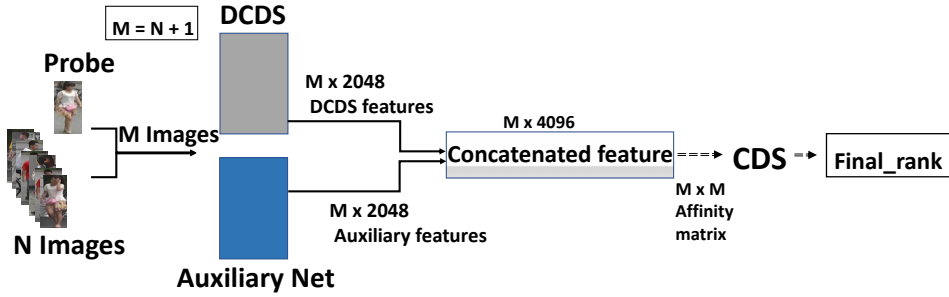 M = N + 1
DCDS
Probe
M Images
N Images
M x 2048
DCDS features
M x 2048
Auxiliary features
Auxiliary Net
M x 4096
Concatenated feature
M x M
Affinity
matrix
CDS
Final_rank